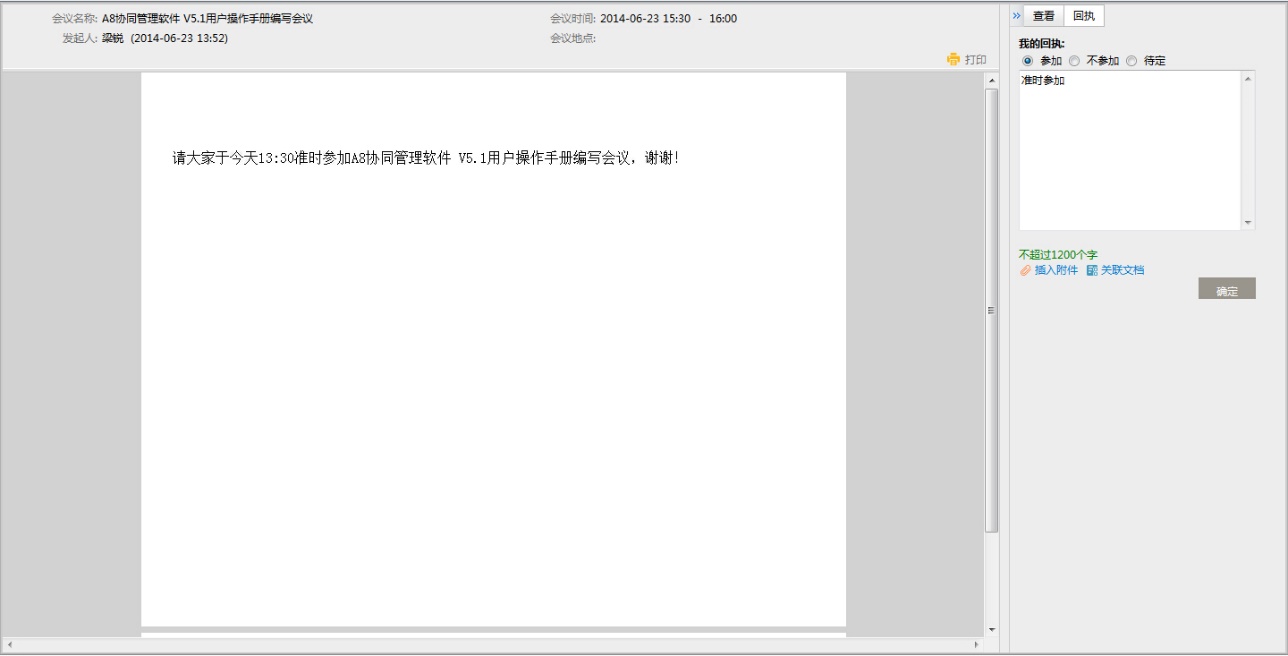 会议名称: A8协同管理软件 V5.1用户操作手册编写会议
会议时间: 2014-06-23 15:30 - 16:00
发起人: 梁锐 (2014-06-23 13:52)
会议地点:
打印
请大家于今天13:30准时参加A8协同管理软件 V5.1用户操作手册编写会议，谢谢！
» 查看 回执
我的回执:
参加 不参加 待定
准时参加
不超过1200个字
插入附件 关联文档
确定